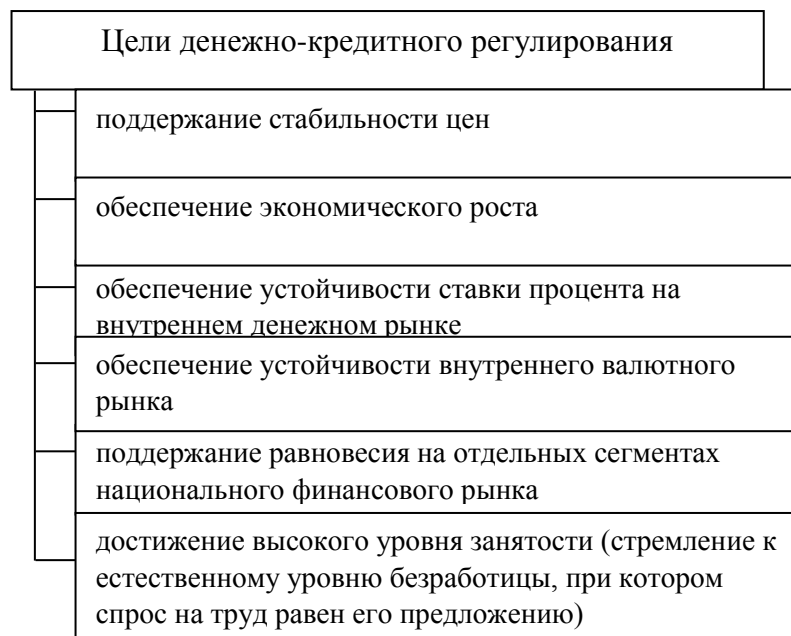 Цели денежно-кредитного регулирования
поддержание стабильности цен
обеспечение экономического роста
обеспечение устойчивости ставки процента на
внутреннем денежном рынке
обеспечение устойчивости внутреннего валютного
рынка
поддержание равновесия на отдельных сегментах
национального финансового рынка
достижение высокого уровня занятости (стремление к
естественному уровню безработицы, при котором
спрос на труд равен его предложению)